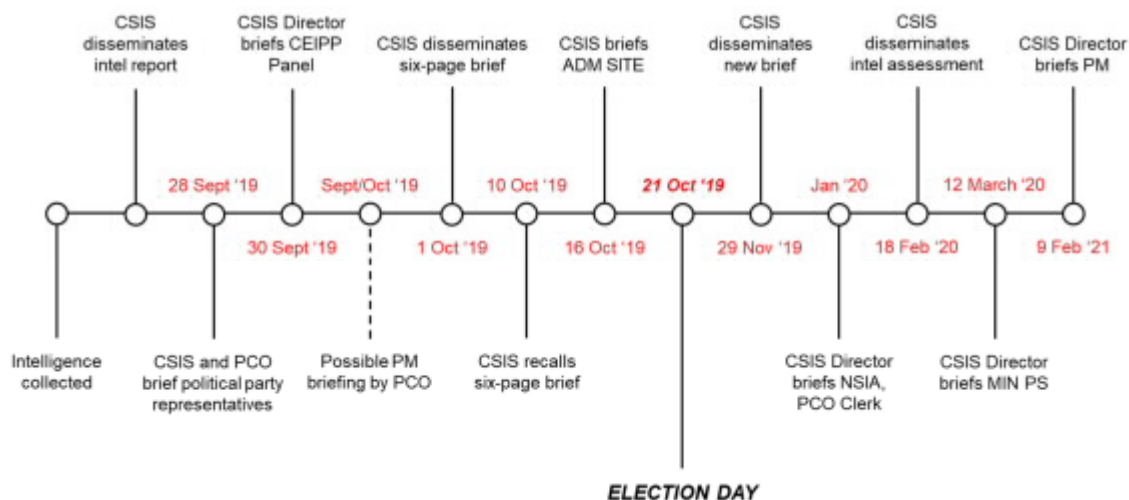 CSIS
disseminates
intel report
CSIS Director
briefs CEIPP
Panel
CSIS disseminates
six-page brief
CSIS briefs
ADM SITE
CSIS
disseminates
new brief
CSIS
disseminates
intel assessment
CSIS Director
briefs PM
28 Sept '19
Sept/Oct '19
10 Oct '19
21 Oct '19
Jan '20
12 March '20
30 Sept '19
1 Oct '19
16 Oct '19
29 Nov '19
18 Feb '20
9 Feb '21
Intelligence
collected
CSIS and PCO
brief political party
representatives
Possible PM
briefing by PCO
CSIS recalls
six-page brief
CSIS Director
briefs NSIA,
PCO Clerk
CSIS Director
briefs MIN PS
ELECTION DAY